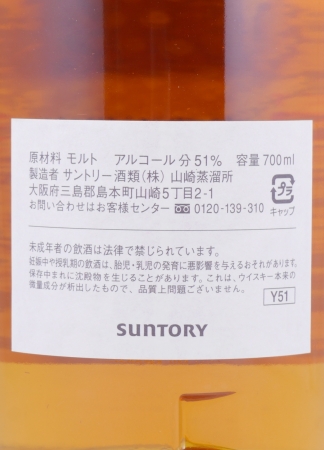 原材料 モルト アルコール分51% 容量700ml
製造者 サントリー酒類(株) 山崎蒸溜所
大阪府三島郡島本町山崎5丁目2-1
お問い合わせはお客様センター 0120-139-310
プラ
キャップ
未成年者の飲酒は法律で禁じられています。
妊娠中や授乳期の飲酒は、胎児・乳児の発育に悪影響を与えるおそれがあります。
保存中まれに沈殿物を生じることがあります。これは、ウイスキー本来の
微量成分が析出したもので、品質上問題ございません。
Y51
SUNTORY